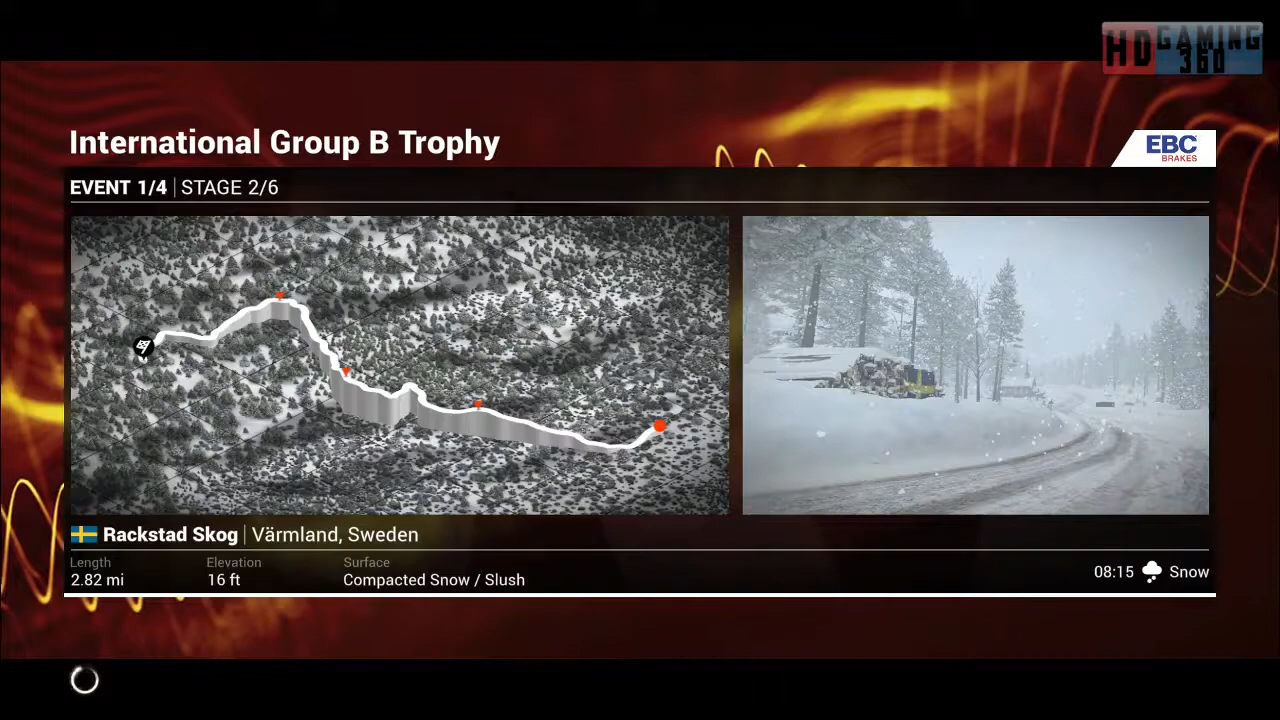 HD GAMING 360
International Group B Trophy
EBC
BRAKES
EVENT 1/4 | STAGE 2/6
Rackstad Skog | Värmland, Sweden
Length
2.82 mi
Elevation
16 ft
Surface
Compacted Snow / Slush
08:15 Snow